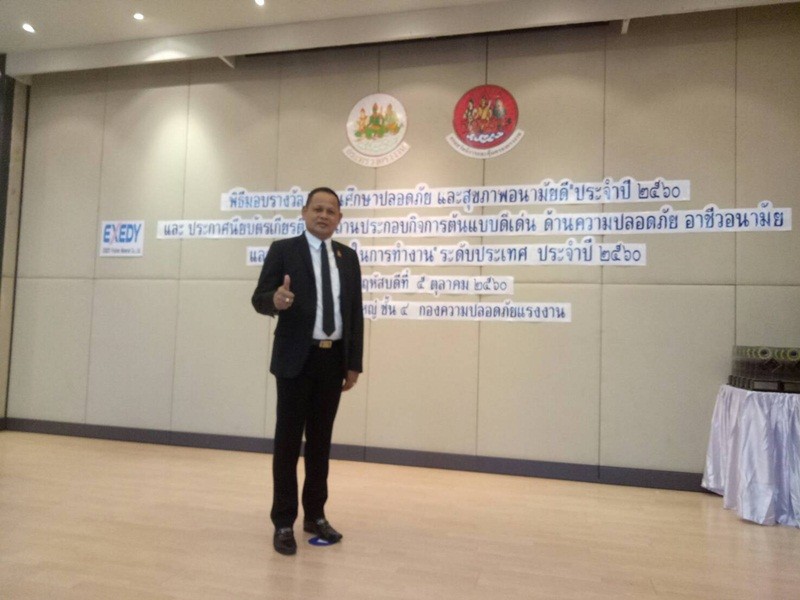 พิธีมอบรางวัล ศึกษาปลอดภัย และสุขภาพอนามัยดี" ประจำปี ๒๕๖๐
และ ประกาศนียบัตรเกียรติ านประกอบกิจการต้นแบบดีเด่น ด้านความปลอดภัย อาชีวอนามัย
EXEDY
ในการทำงาน" ระดับประเทศ ประจำปี ๒๕๖๐
ฤหัสบดีที่ ๕ ตุลาคม ๒๕๖๐
หญ่ ชั้น ๔ กองความปลอดภัยแรงงาน